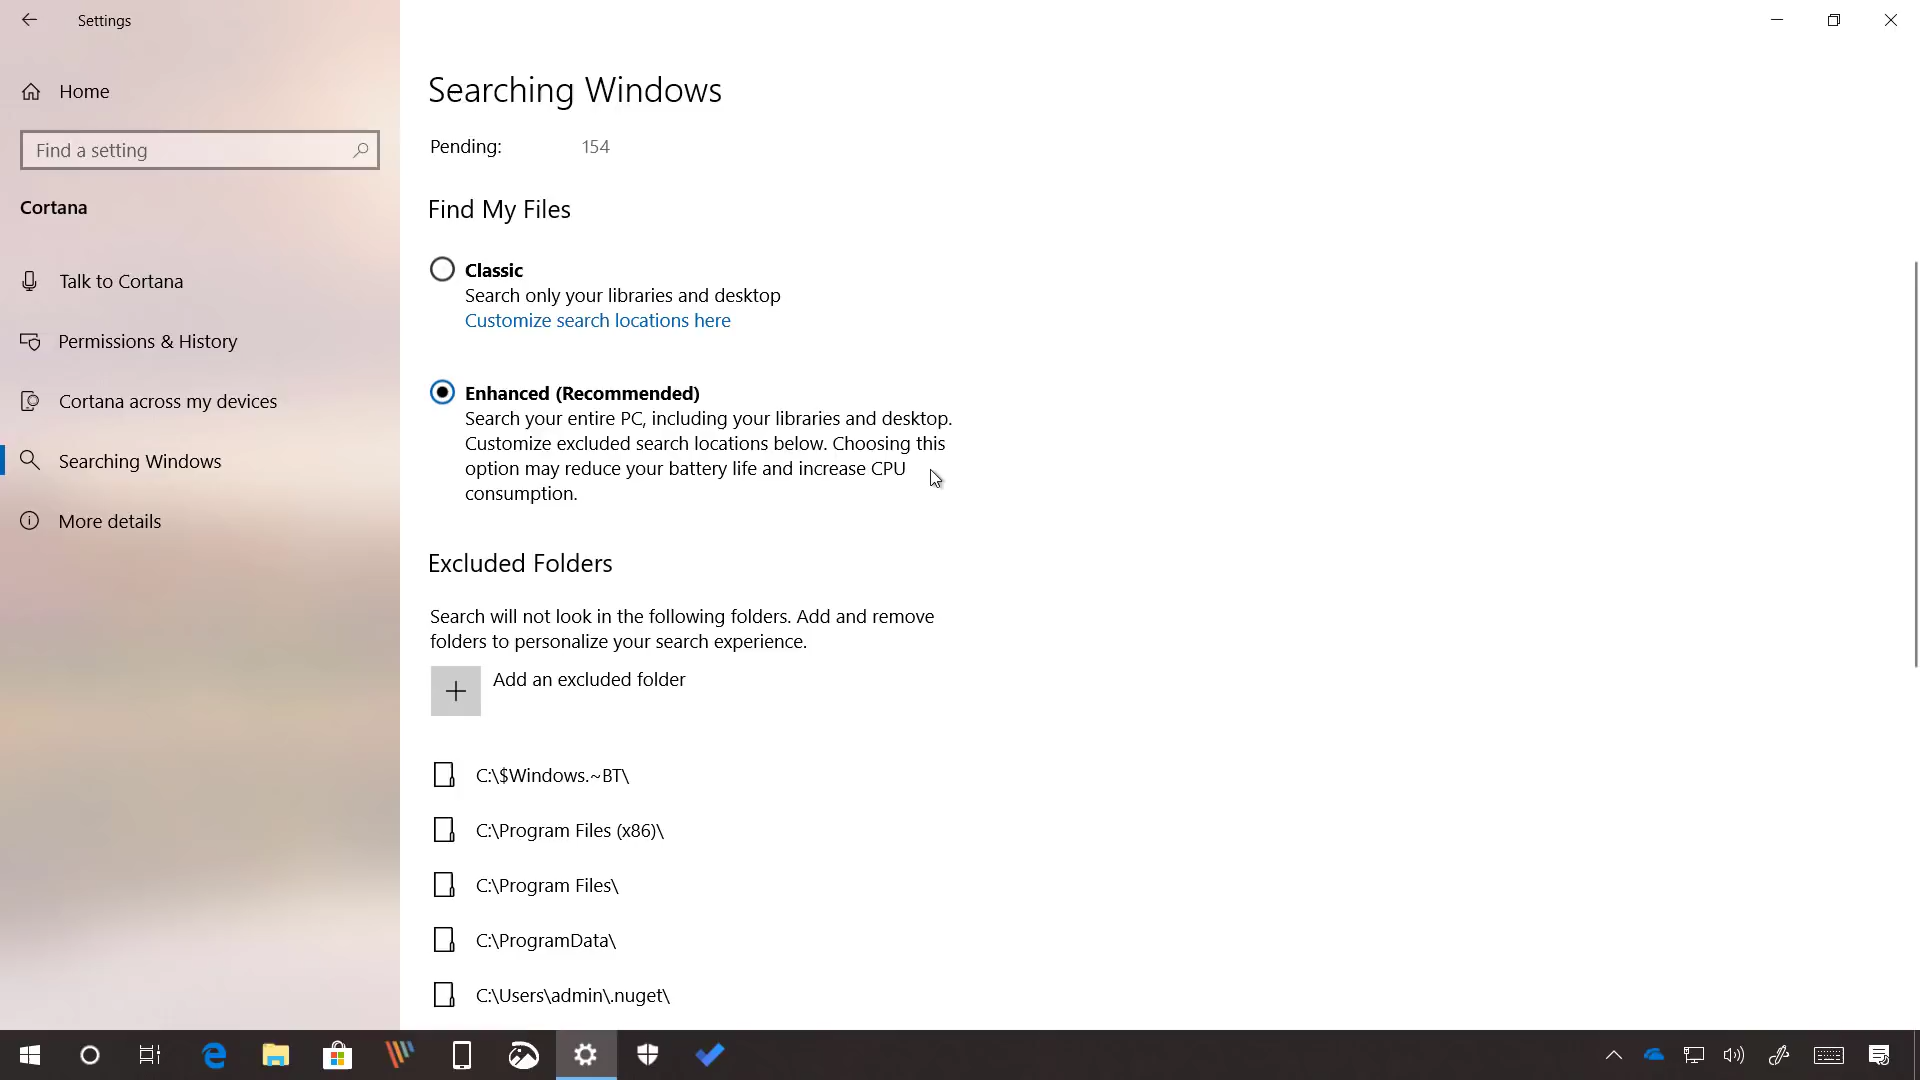 Settings
Home
Find a setting
Cortana
Talk to Cortana
Permissions & History
Cortana across my devices
Searching Windows
More details
Searching Windows
Pending: 154
Find My Files
Classic
Search only your libraries and desktop
Customize search locations here
Enhanced (Recommended)
Search your entire PC, including your libraries and desktop.
Customize excluded search locations below. Choosing this
option may reduce your battery life and increase CPU
consumption.
Excluded Folders
Search will not look in the following folders. Add and remove
folders to personalize your search experience.
Add an excluded folder
C:\$Windows.~BT\
C:\Program Files (x86)\
C:\Program Files\
C:\ProgramData\
C:\Users\admin\.nuget\